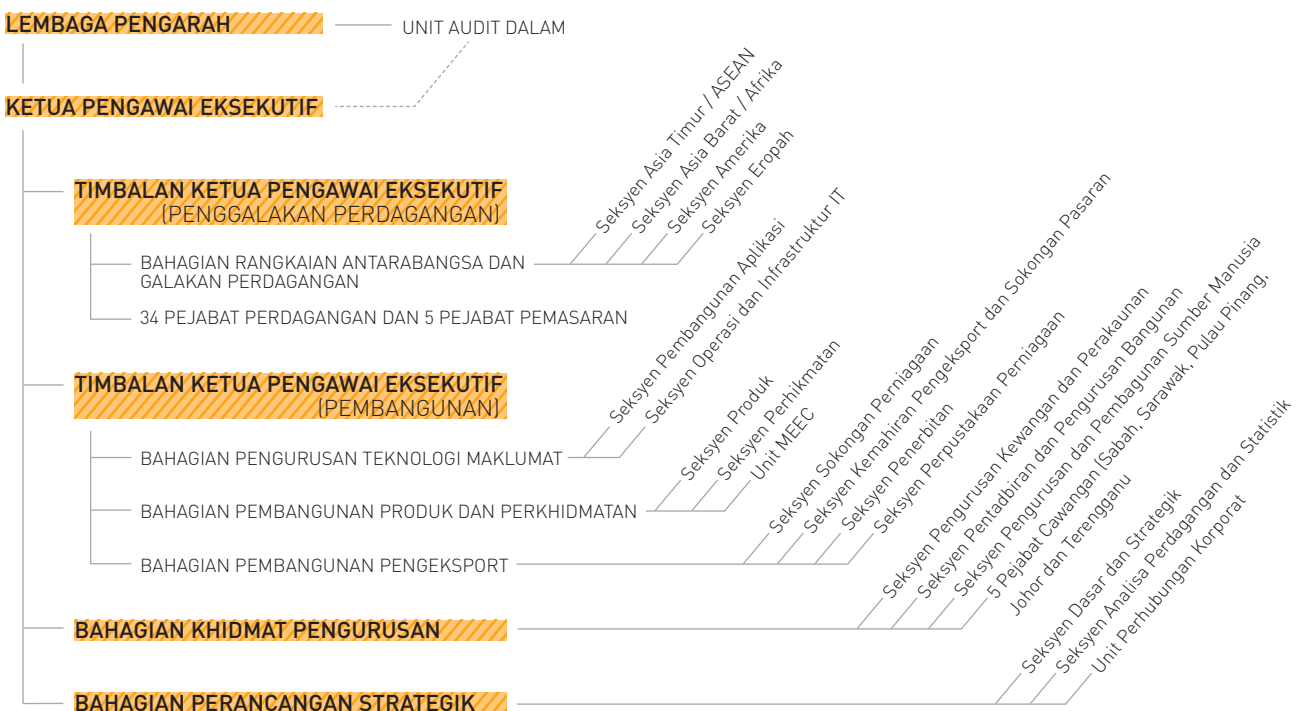 LEMBAGA PENGARAH
UNIT AUDIT DALAM
KETUA PENGAWAI EKSEKUTIF
TIMBALAN KETUA PENGAWAI EKSEKUTIF
(PENGGALAKAN PERDAGANGAN)
BAHAGIAN RANGKAIAN ANTARABANGSA DAN
GALAKAN PERDAGANGAN
Seksyen Asia Timur / ASEAN
Seksyen Asia Barat / Afrika
Seksyen Amerika
Seksyen Eropah
34 PEJABAT PERDAGANGAN DAN 5 PEJABAT PEMASARAN
TIMBALAN KETUA PENGAWAI EKSEKUTIF
(PEMBANGUNAN)
BAHAGIAN PENGURUSAN TEKNOLOGI MAKLUMAT
Seksyen Pembangunan Aplikasi
Seksyen Operasi dan Infrastruktur IT
BAHAGIAN PEMBANGUNAN PRODUK DAN PERKHIDMATAN
Seksyen Produk
Seksyen Perhikmatan
Unit MEEC
BAHAGIAN PEMBANGUNAN PENGEKSPORT
Seksyen Sokongan Perniagaan
Seksyen Kemahiran Pengeksport dan Sokongan Pasaran
Seksyen Penerbitan
Seksyen Perpustakaan Perniagaan
BAHAGIAN KHIDMAT PENGURUSAN
Seksyen Pengurusan Kewangan dan Perakaunan
Seksyen Pentadbiran dan Pengurusan Bangunan
Seksyen Pengurusan dan Pembagunan Sumber Manusia
5 Pejabat Cawangan (Sabah, Sarawak, Pulau Pinang,
Johor dan Terengganu
BAHAGIAN PERANCANGAN STRATEGIK
Seksyen Dasar dan Strategik
Seksyen Analisa Perdagangan dan Statistik
Unit Perhubungan Korporat